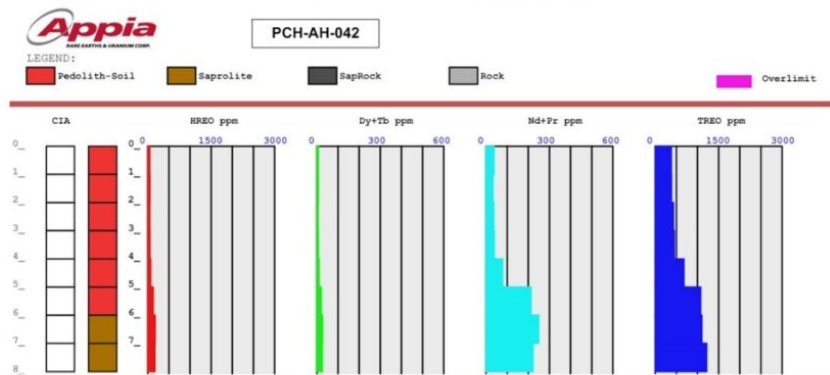 Appia
RARE EARTHS & URANIUM CORP.
PCH-AH-042
LEGEND:
Pedolith-Soil Saprolite SapRock Rock Overlimit
CIA HREO ppm Dy+Tb ppm Nd+Pr ppm TREO ppm
0 1500 3000 0 300 600 0 300 600 0 1500 3000
0_ 0_
1_ 1_
2_ 2_
3_ 3_
4_ 4_
5_ 5_
6_ 6_
7_ 7_
8_